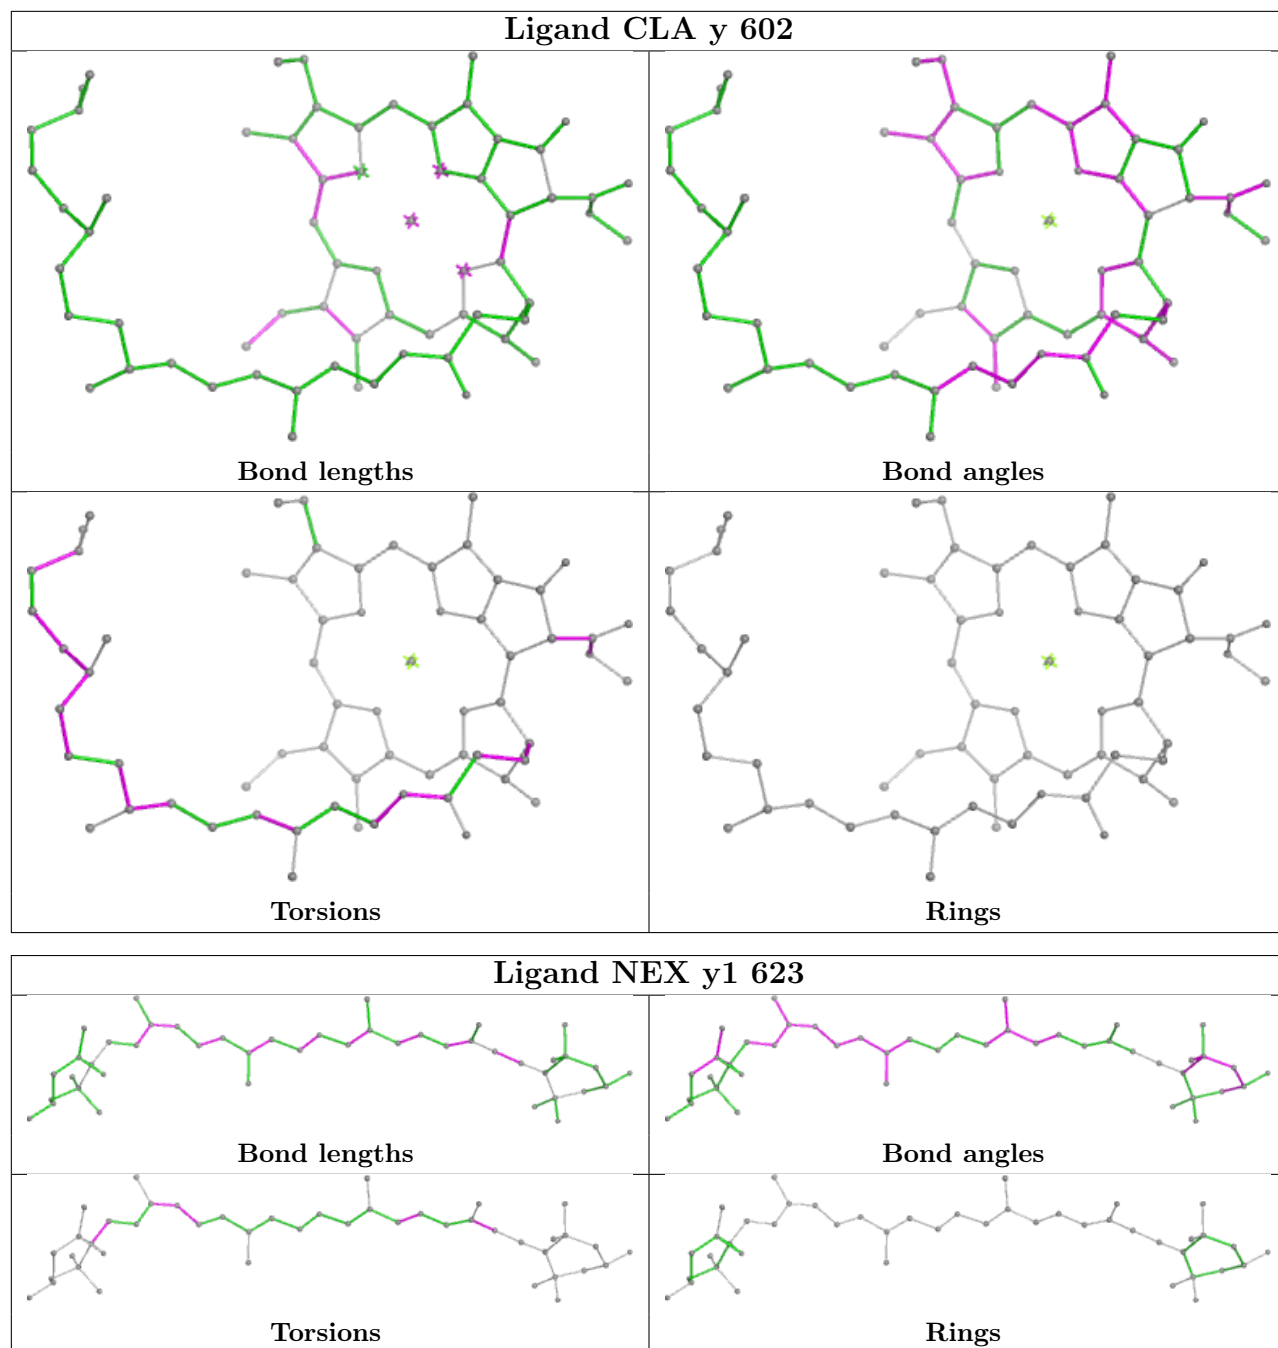 Ligand CLA y 602
Bond lengths
Bond angles
Torsions
Rings
Ligand NEX y1 623
Bond lengths
Bond angles
Torsions
Rings